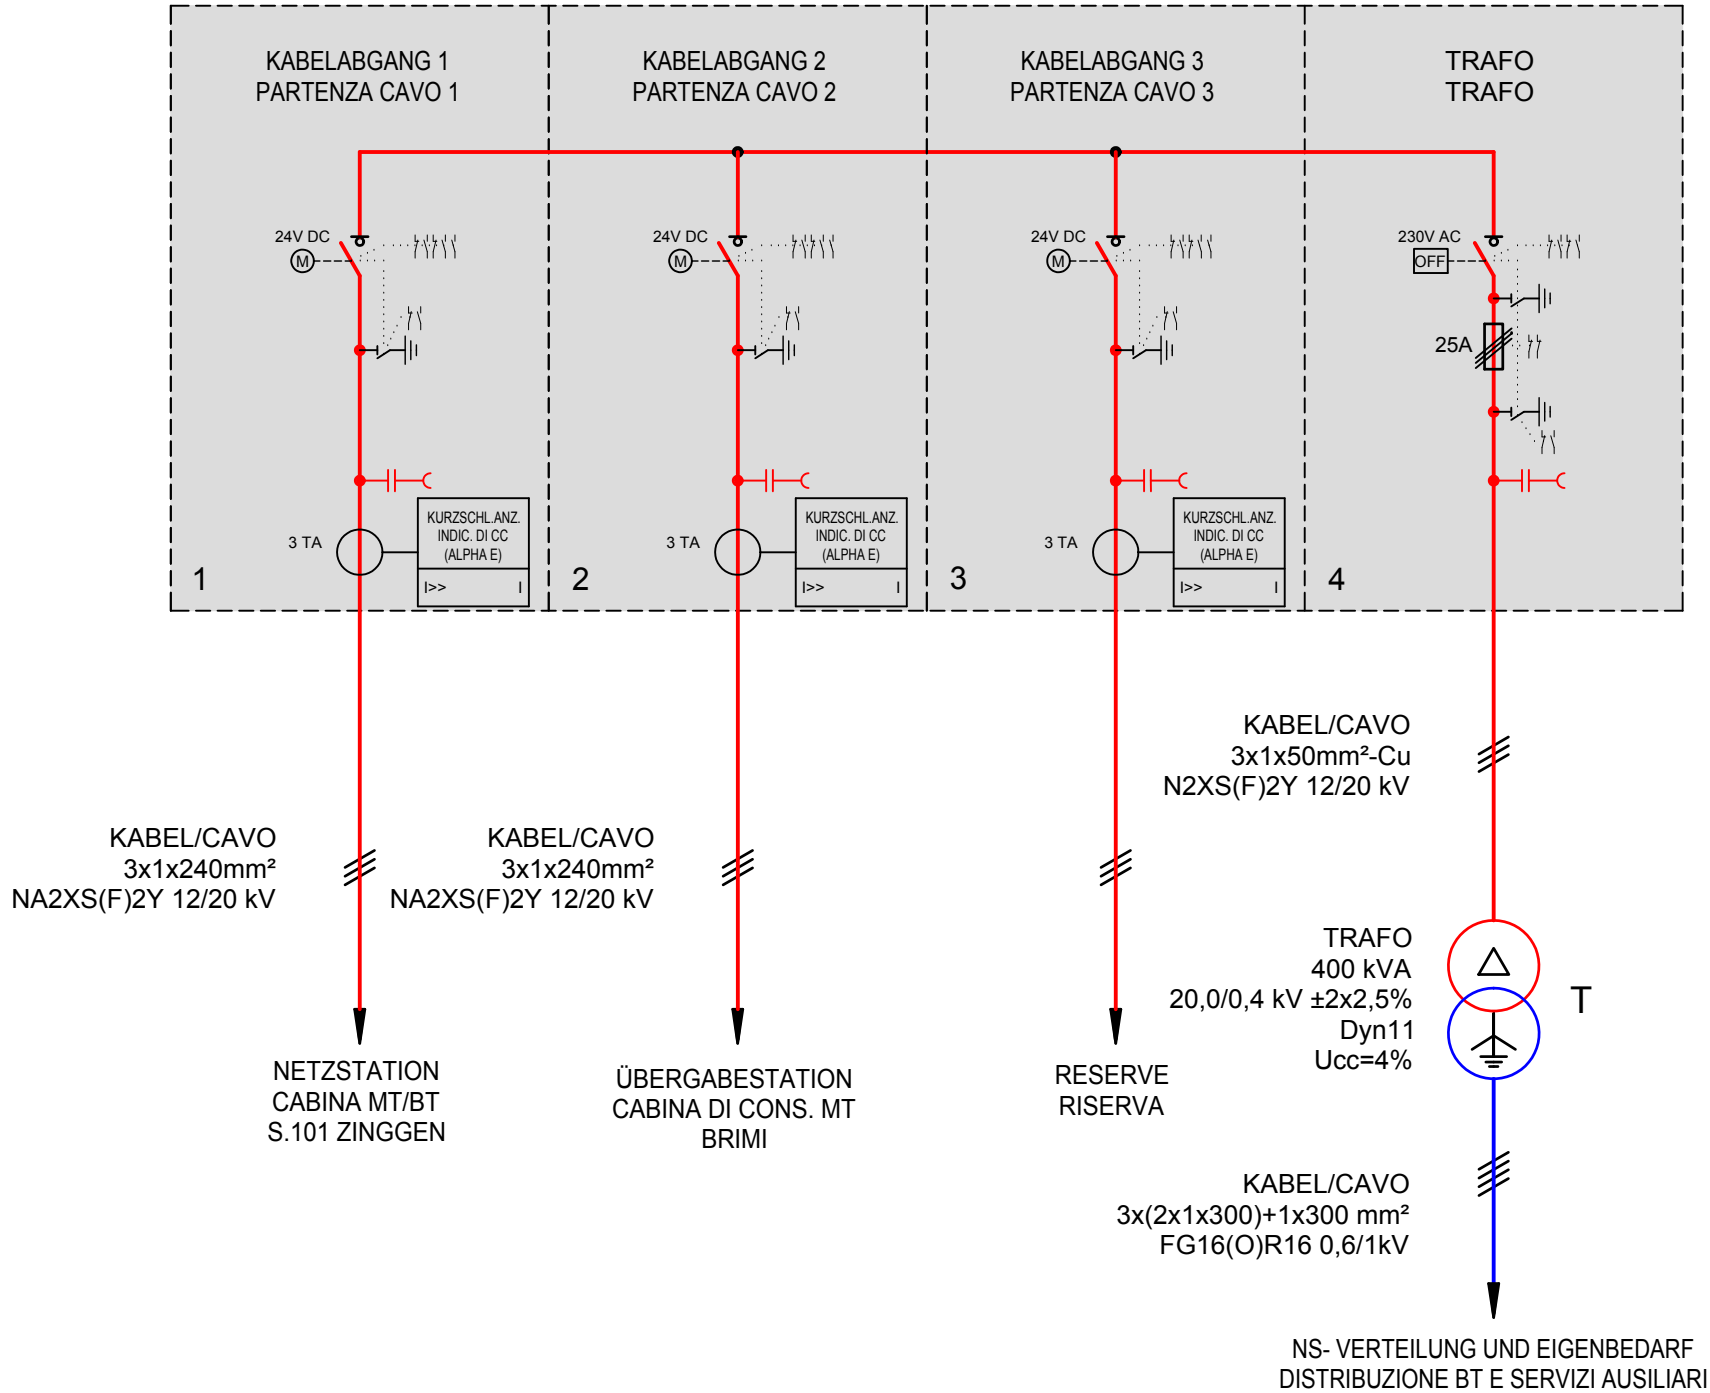 KABELABGANG 1
PARTENZA CAVO 1
KABELABGANG 2
PARTENZA CAVO 2
KABELABGANG 3
PARTENZA CAVO 3
TRAFO
TRAFO
24V DC
M
24V DC
M
24V DC
M
230V AC
OFF
25A
3 TA
KURZSCHL.ANZ.
INDIC. DI CC
(ALPHA E)
I>> I
1
3 TA
KURZSCHL.ANZ.
INDIC. DI CC
(ALPHA E)
I>> I
2
3 TA
KURZSCHL.ANZ.
INDIC. DI CC
(ALPHA E)
I>> I
3
4
KABEL/CAVO
3x1x240mm²
NA2XS(F)2Y 12/20 kV
KABEL/CAVO
3x1x240mm²
NA2XS(F)2Y 12/20 kV
KABEL/CAVO
3x1x50mm²-Cu
N2XS(F)2Y 12/20 kV
TRAFO
400 kVA
20,0/0,4 kV ±2x2,5%
Dyn11
Ucc=4%
T
NETZSTATION
CABINA MT/BT
S.101 ZINGGEN
ÜBERGABESTATION
CABINA DI CONS. MT
BRIMI
RESERVE
RISERVA
KABEL/CAVO
3x(2x1x300)+1x300 mm²
FG16(O)R16 0,6/1kV
NS- VERTEILUNG UND EIGENBEDARF
DISTRIBUZIONE BT E SERVIZI AUSILIARI